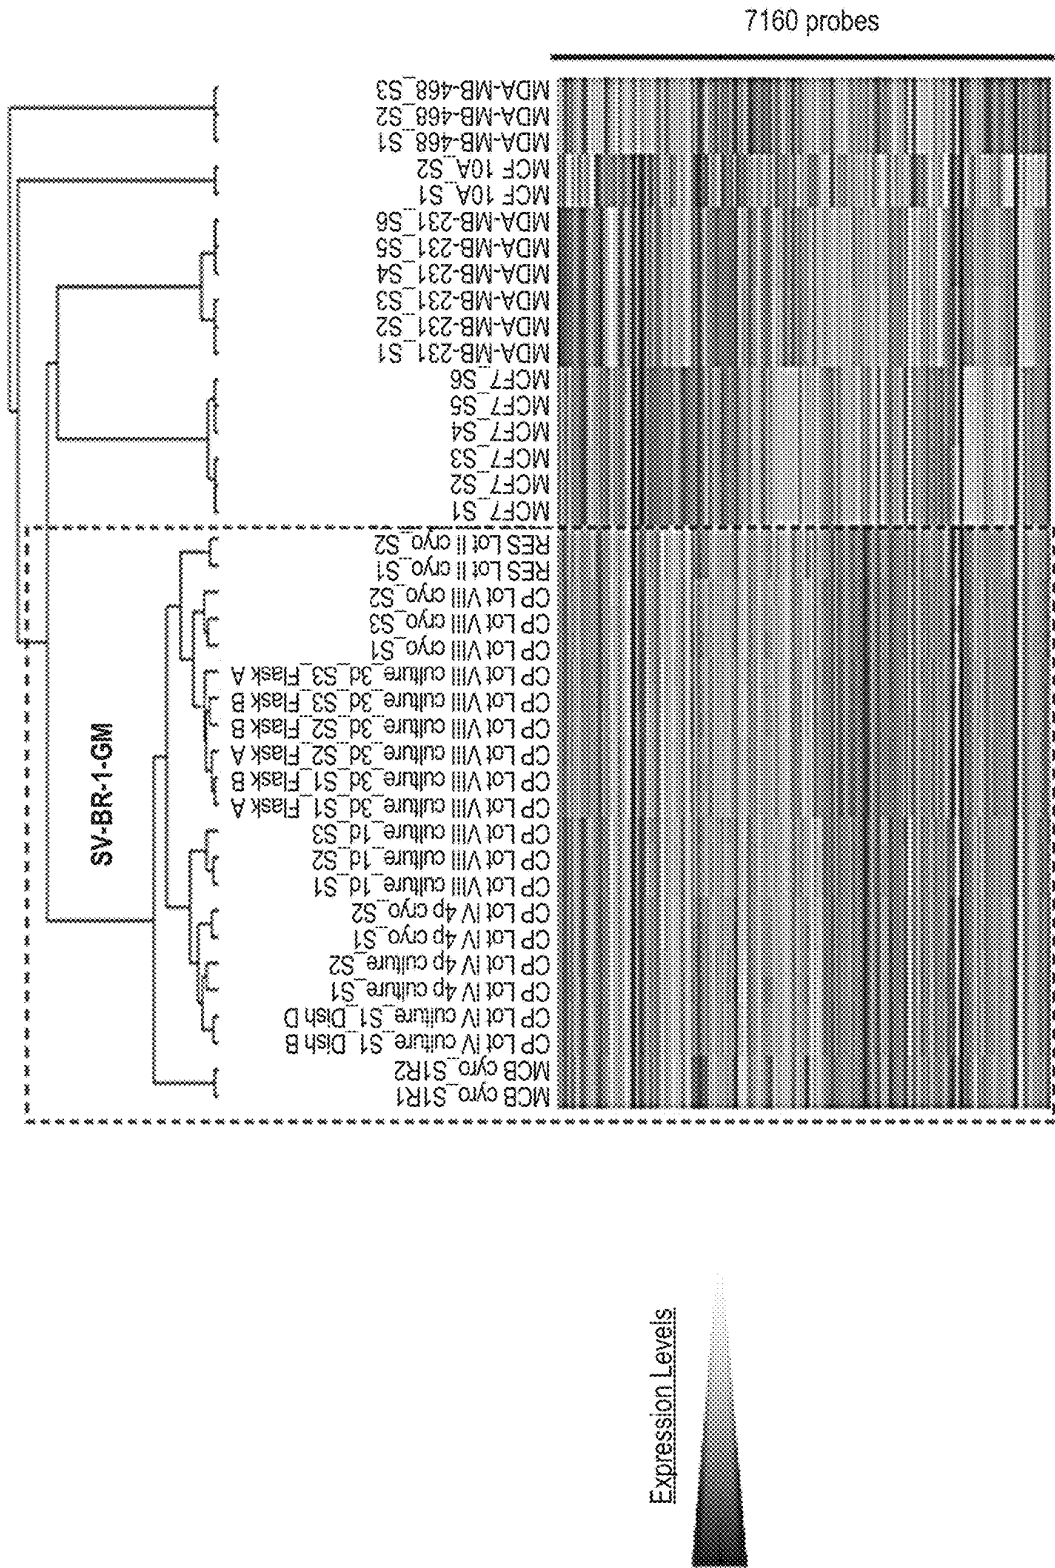 7160 probes
SV-BR-1-GM
MDA-MB-468_S3
MDA-MB-468_S2
MDA-MB-468_S1
MCF 10A_S2
MCF 10A_S1
MDA-MB-231_S6
MDA-MB-231_S5
MDA-MB-231_S4
MDA-MB-231_S3
MDA-MB-231_S2
MDA-MB-231_S1
MCF7_S6
MCF7_S5
MCF7_S4
MCF7_S3
MCF7_S2
MCF7_S1
RES Lot II cryo_S2
RES Lot II cryo_S1
CP Lot VIII cryo_S2
CP Lot VIII cryo_S3
CP Lot VIII cryo_S1
CP Lot VIII culture_3d_S3_Flask A
CP Lot VIII culture_3d_S3_Flask B
CP Lot VIII culture_3d_S2_Flask B
CP Lot VIII culture_3d_S2_Flask A
CP Lot VIII culture_3d_S1_Flask B
CP Lot VIII culture_3d_S1_Flask A
CP Lot VIII culture_1d_S3
CP Lot VIII culture_1d_S2
CP Lot VIII culture_1d_S1
CP Lot IV 4p cryo_S2
CP Lot IV 4p cryo_S1
CP Lot IV 4p culture_S2
CP Lot IV 4p culture_S1
CP Lot IV culture_S1_Dish D
CP Lot IV culture_S1_Dish B
MCB cyro_S1R2
MCB cyro_S1R1
Expression Levels